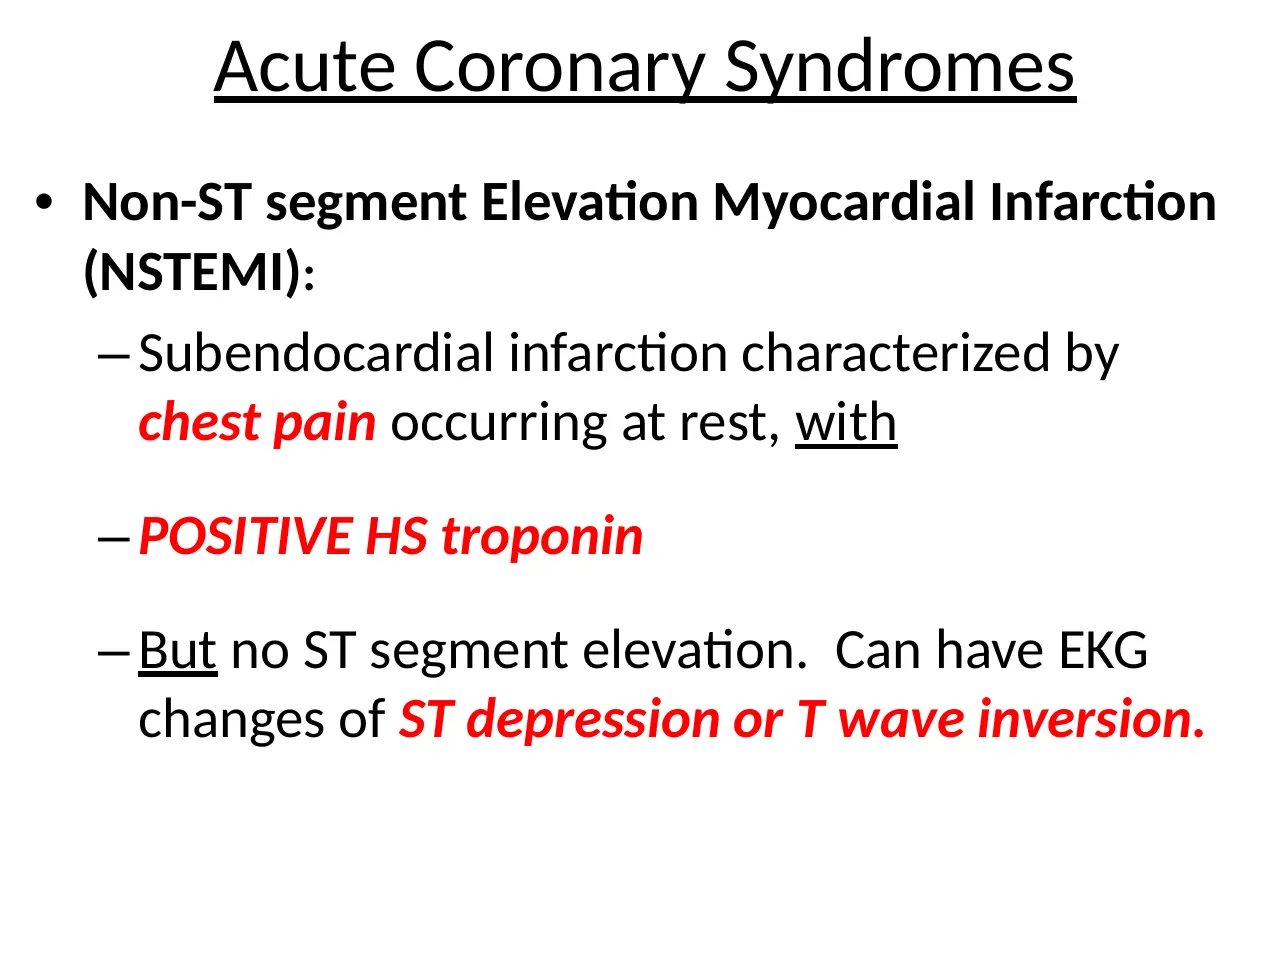 Acute Coronary Syndromes
• Non-ST segment Elevation Myocardial Infarction
(NSTEMI):
– Subendocardial infarction characterized by
chest pain occurring at rest, with
– POSITIVE HS troponin
– But no ST segment elevation.  Can have EKG
changes of ST depression or T wave inversion.